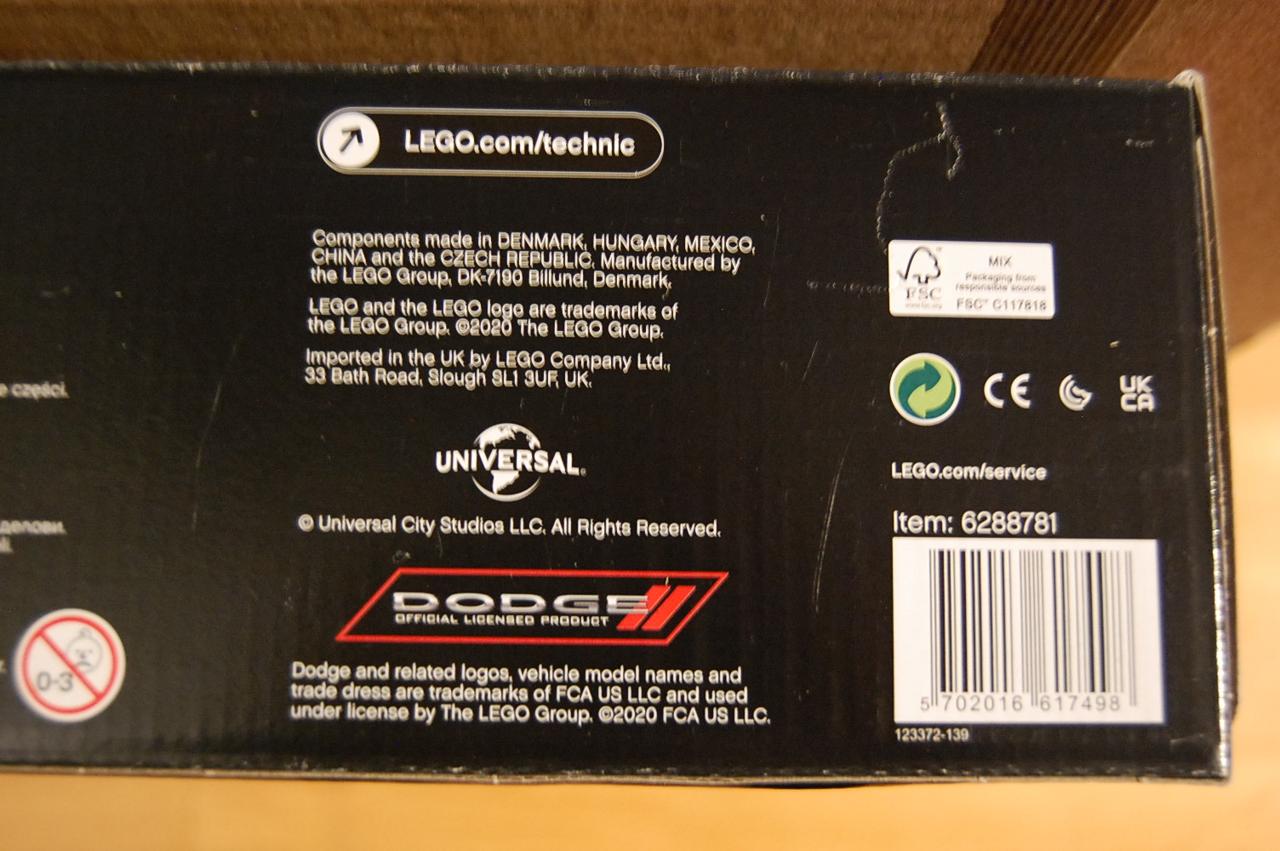 LEGO.com/technic
Components made in DENMARK, HUNGARY, MEXICO,
CHINA and the CZECH REPUBLIC. Manufactured by
the LEGO Group, DK-7190 Billund, Denmark.
LEGO and the LEGO logo are trademarks of
the LEGO Group. ©2020 The LEGO Group.
Imported in the UK by LEGO Company Ltd.,
33 Bath Road, Slough SL1 3UF, UK.
UNIVERSAL
© Universal City Studios LLC. All Rights Reserved.
DODGE
OFFICIAL LICENSED PRODUCT
Dodge and related logos, vehicle model names and
trade dress are trademarks of FCA US LLC and used
under license by The LEGO Group. ©2020 FCA US LLC.
części.
0-3
FSC
www.fsc.org
MIX
Packaging from
responsible sources
FSC™ C117818
CE
UK
CA
LEGO.com/service
Item: 6288781
5 702016 617498
123372-139